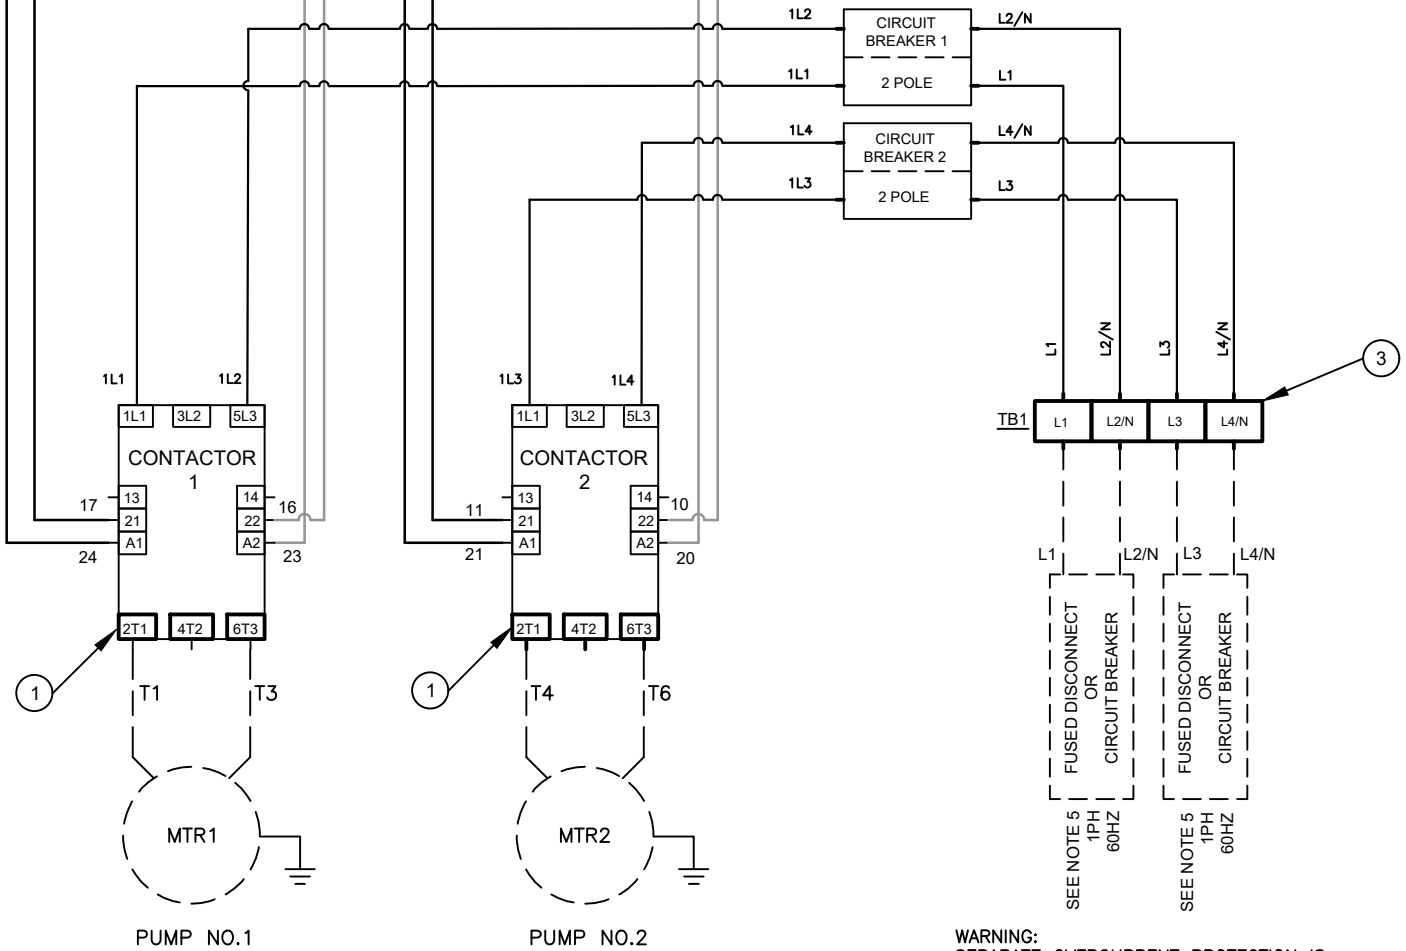 1L2
CIRCUIT
BREAKER 1
L2/N
1L1
2 POLE
L1
1L4
CIRCUIT
BREAKER 2
L4/N
1L3
2 POLE
L3
L1
L2/N
L3
L4/N
3
1L1
1L2
1L3
1L4
1L1
3L2
5L3
1L1
3L2
5L3
TB1
L1
L2/N
L3
L4/N
CONTACTOR
1
CONTACTOR
2
17
13
14
16
21
22
24
A1
A2
23
11
13
14
10
21
22
21
A1
A2
20
L1
L2/N
L3
L4/N
FUSED DISCONNECT
OR
CIRCUIT BREAKER
FUSED DISCONNECT
OR
CIRCUIT BREAKER
2T1
4T2
6T3
2T1
4T2
6T3
1
T1
T3
1
T4
T6
MTR1
MTR2
SEE NOTE 5
1PH
60HZ
SEE NOTE 5
1PH
60HZ
PUMP NO.1
PUMP NO.2
WARNING:
SEPARATE OVERCURRENT PROTECTION IS